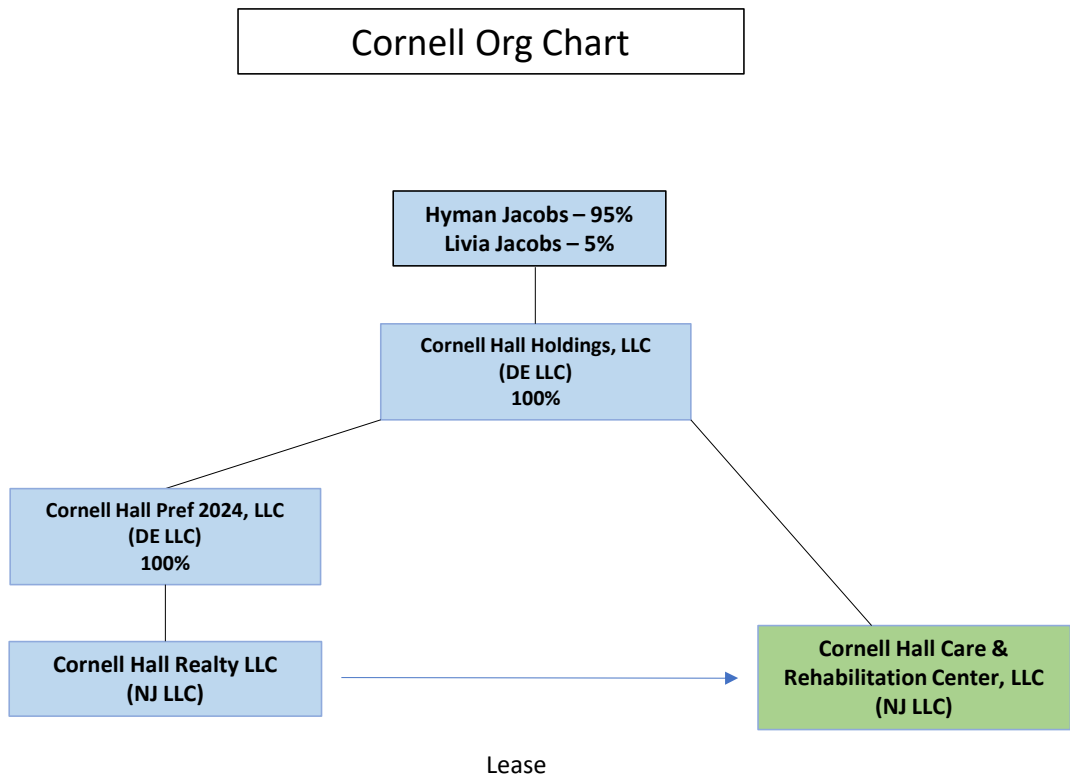 Cornell Org Chart
Hyman Jacobs – 95%
Livia Jacobs – 5%
Cornell Hall Holdings, LLC
(DE LLC)
100%
Cornell Hall Pref 2024, LLC
(DE LLC)
100%
Cornell Hall Realty LLC
(NJ LLC)
Cornell Hall Care &
Rehabilitation Center, LLC
(NJ LLC)
Lease